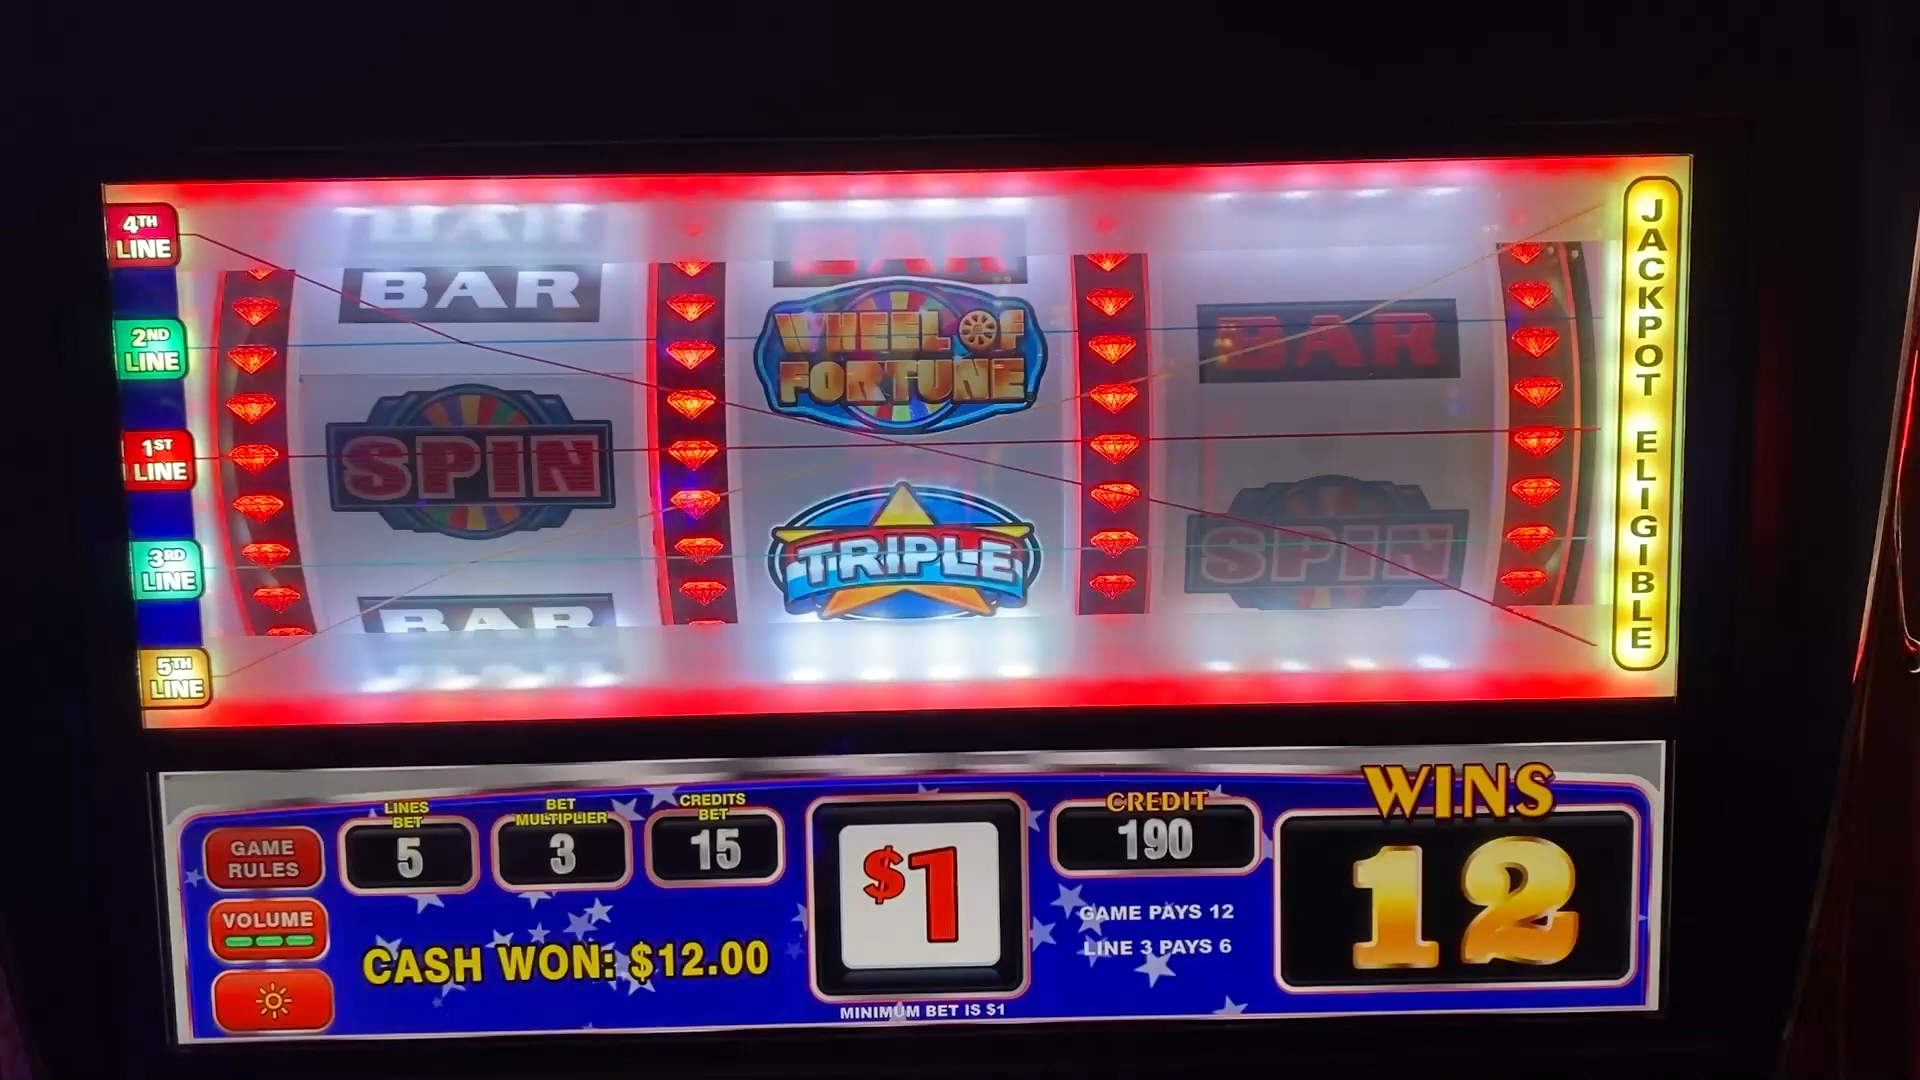 4TH
LINE
2ND
LINE
1ST
LINE
3RD
LINE
5TH
LINE
BAR
BAR
SPIN
BAR
BAR
WHEEL OF
FORTUNE
TRIPLE
BAR
SPIN
JACKPOT ELIGIBLE
GAME
RULES
VOLUME
LINES
BET
5
BET
MULTIPLIER
3
CREDITS
BET
15
CASH WON: $12.00
$1
MINIMUM BET IS $1
CREDIT
190
GAME PAYS 12
LINE 3 PAYS 6
WINS
12